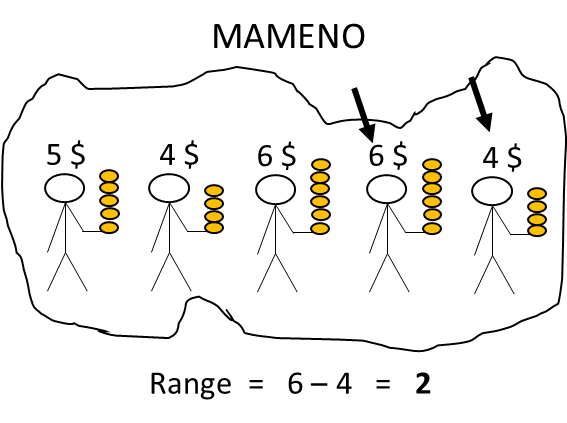 MAMENO
5 $ 4 $ 6 $ 6 $ 4 $
Range = 6 – 4 = 2